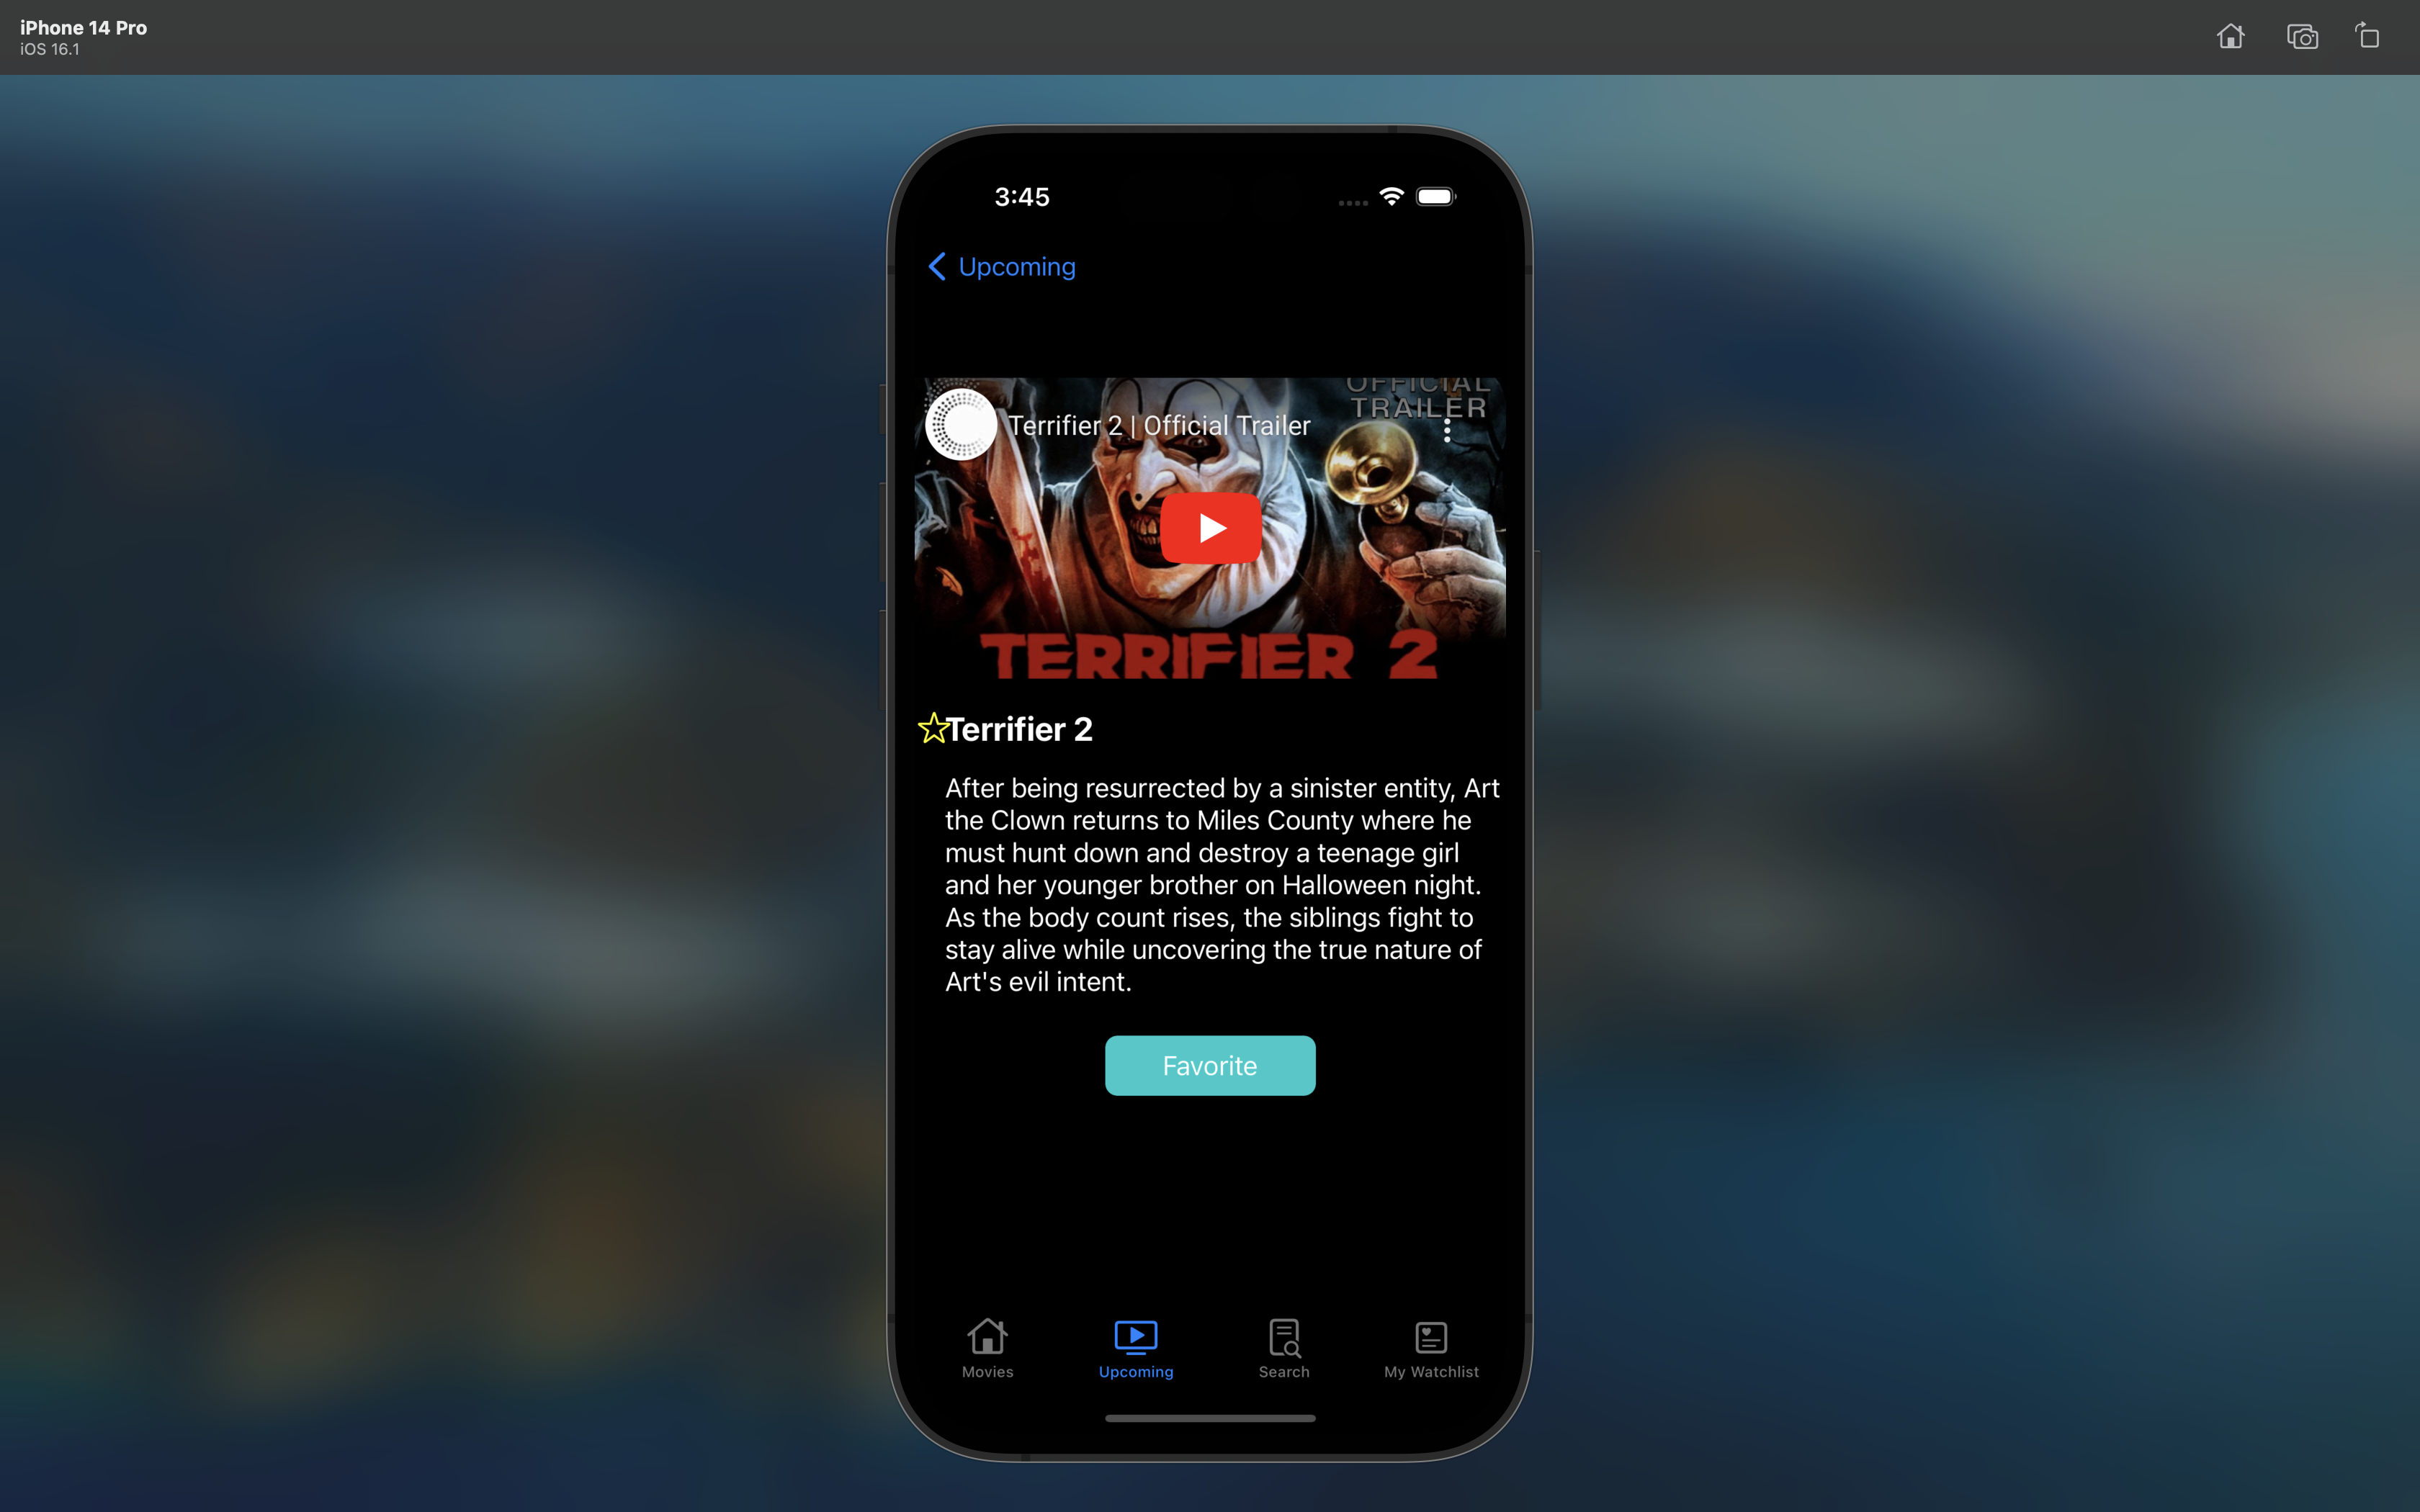 iPhone 14 Pro
iOS 16.1
3:45
Upcoming
OFFICIAL
TRAILER
Terrifier 2 | Official Trailer
TERRIFIER 2
Terrifier 2
After being resurrected by a sinister entity, Art
the Clown returns to Miles County where he
must hunt down and destroy a teenage girl
and her younger brother on Halloween night.
As the body count rises, the siblings fight to
stay alive while uncovering the true nature of
Art's evil intent.
Favorite
Movies
Upcoming
Search
My Watchlist